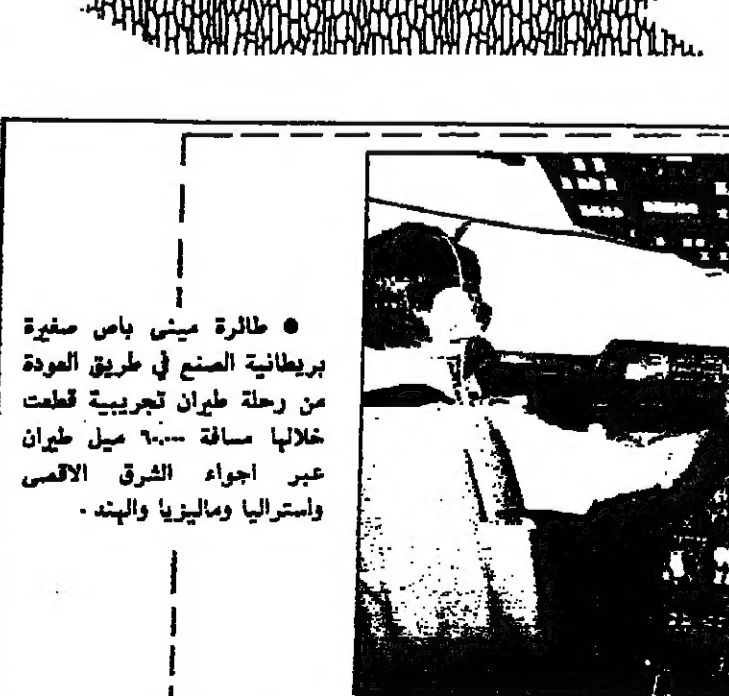 ● طائرة مينى باص صغيرة
بريطانية الصنع في طريق العودة
من رحلة طيران تجريبية قطعت
خلالها مسافة ٦٠,٠٠٠ ميل طيران
عبر اجواء الشرق الاقصى
واستراليا وماليزيا والهند .